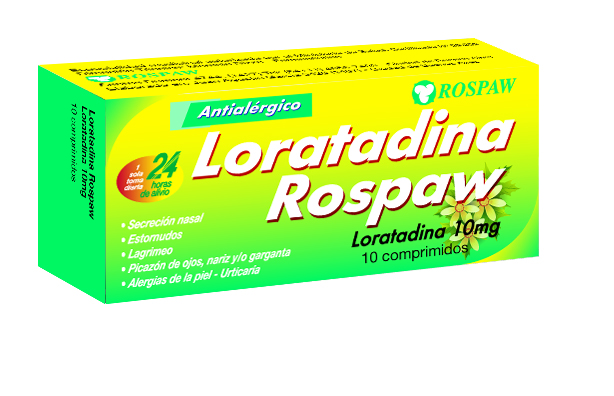 ROSPAW
Antialérgico
ROSPAW
Loratadina
Rospaw
1
sola
toma
diaria
24
horas
de alivio
• Secreción nasal
• Estornudos
• Lagrimeo
• Picazón de ojos, nariz y/o garganta
• Alergias de la piel - Urticaria
Loratadina 10mg
10 comprimidos
Loratadina Rospaw
Loratadina 10mg
10 comprimidos